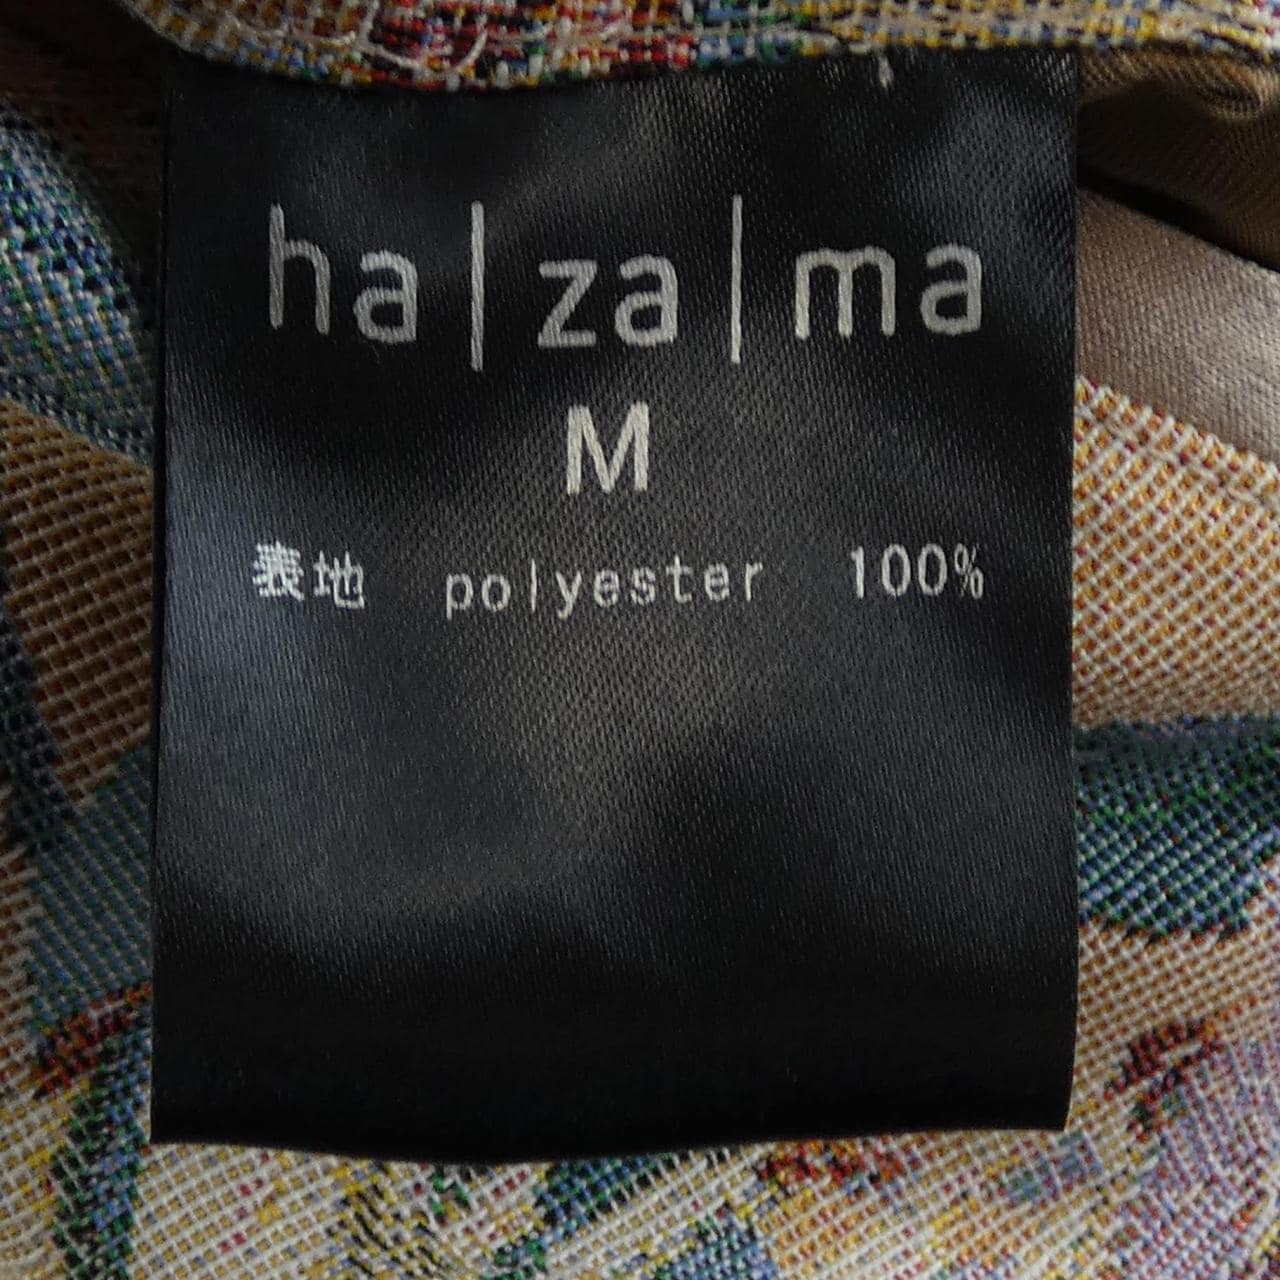 ha|za|ma
M
表地 polyester 100%